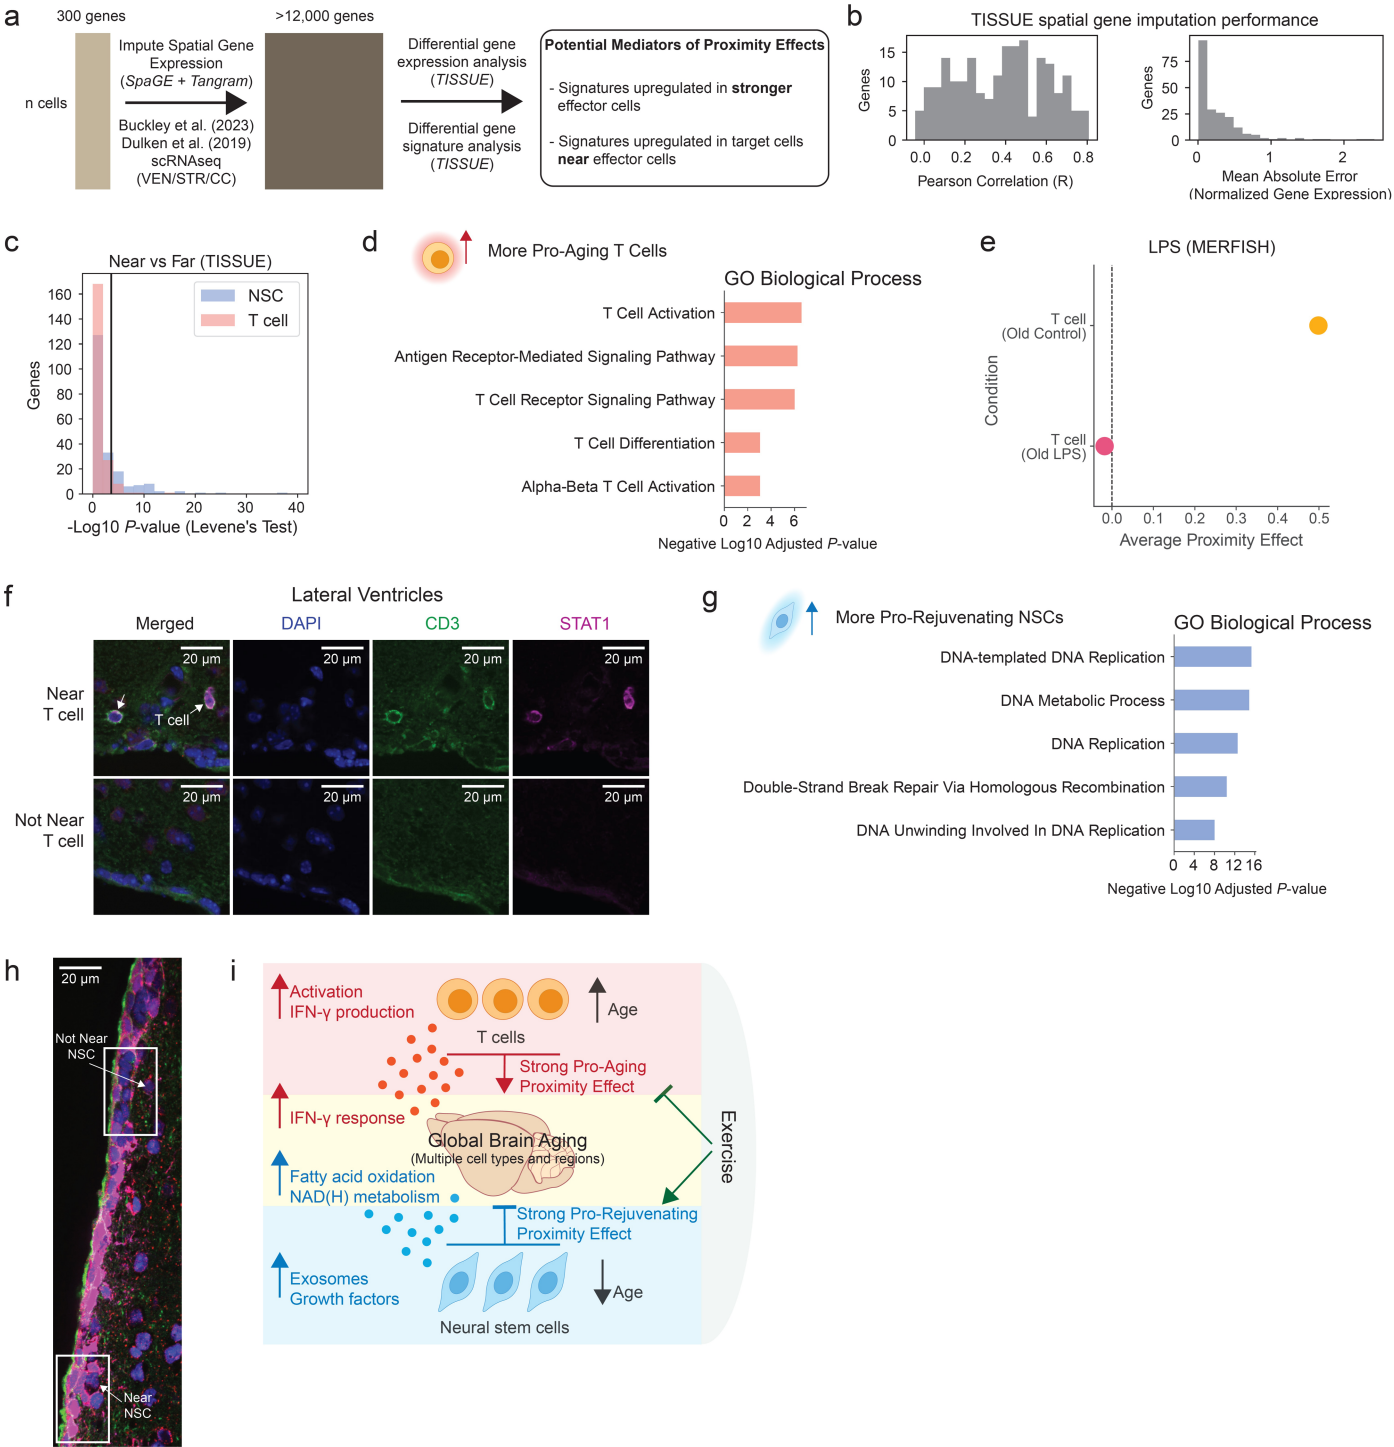 a
300 genes
>12,000 genes
n cells
Impute Spatial Gene
Expression
(SpaGE + Tangram)
Buckley et al. (2023)
Dulken et al. (2019)
scRNAseq
(VEN/STR/CC)
Differential gene
expression analysis
(TISSUE)
Differential gene
signature analysis
(TISSUE)
Potential Mediators of Proximity Effects
- Signatures upregulated in stronger
effector cells
- Signatures upregulated in target cells
near effector cells
b
TISSUE spatial gene imputation performance
Genes
15
10
5
0
0.0 0.2 0.4 0.6 0.8
Pearson Correlation (R)
Genes
75
50
25
0
0 1 2
Mean Absolute Error
(Normalized Gene Expression)
c
Near vs Far (TISSUE)
NSC
T cell
Genes
160
140
120
100
80
60
40
20
0
0 10 20 30 40
-Log10 P-value (Levene's Test)
d
More Pro-Aging T Cells
GO Biological Process
T Cell Activation
Antigen Receptor-Mediated Signaling Pathway
T Cell Receptor Signaling Pathway
T Cell Differentiation
Alpha-Beta T Cell Activation
0 2 4 6
Negative Log10 Adjusted P-value
e
LPS (MERFISH)
Condition
T cell
(Old Control)
T cell
(Old LPS)
0.0 0.1 0.2 0.3 0.4 0.5
Average Proximity Effect
f
Lateral Ventricles
Merged DAPI CD3 STAT1
Near
T cell
20 µm
20 µm
20 µm
20 µm
T cell
Not Near
T cell
20 µm
20 µm
20 µm
20 µm
g
More Pro-Rejuvenating NSCs
GO Biological Process
DNA-templated DNA Replication
DNA Metabolic Process
DNA Replication
Double-Strand Break Repair Via Homologous Recombination
DNA Unwinding Involved In DNA Replication
0 4 8 12 16
Negative Log10 Adjusted P-value
h
20 µm
Not Near
NSC
Near
NSC
i
Activation
IFN-γ production
T cells
Age
Strong Pro-Aging
Proximity Effect
IFN-γ response
Global Brain Aging
(Multiple cell types and regions)
Fatty acid oxidation
NAD(H) metabolism
Strong Pro-Rejuvenating
Proximity Effect
Exosomes
Growth factors
Age
Neural stem cells
Exercise